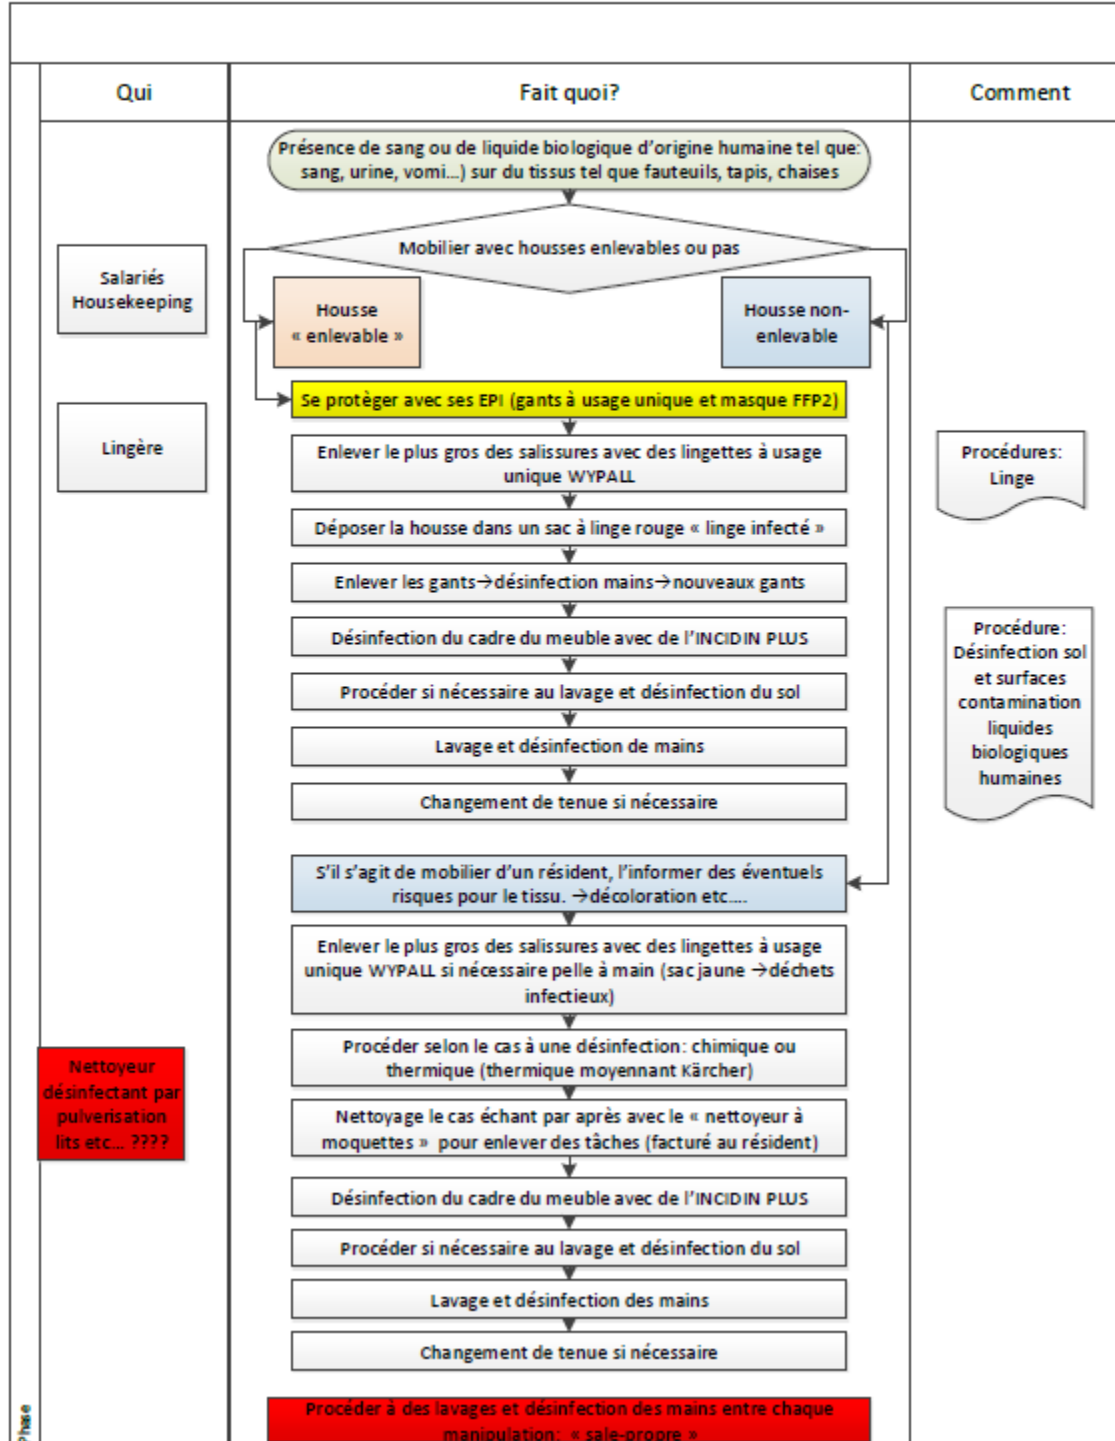 Qui
Fait quoi?
Comment
Présence de sang ou de liquide biologique d'origine humaine tel que:
sang, urine, vomi...) sur du tissus tel que fauteuils, tapis, chaises
Mobilier avec housses enlevables ou pas
Salariés
Housekeeping
Housse
« enlevable »
Housse non-
enlevable
Se protèger avec ses EPI (gants à usage unique et masque FFP2)
Lingère
Enlever le plus gros des salissures avec des lingettes à usage
unique WYPALL
Procédures:
Linge
Déposer la housse dans un sac à linge rouge « linge infecté »
Enlever les gants→désinfection mains→nouveaux gants
Désinfection du cadre du meuble avec de l'INCIDIN PLUS
Procéder si nécessaire au lavage et désinfection du sol
Lavage et désinfection de mains
Changement de tenue si nécessaire
Procédure:
Désinfection sol
et surfaces
contamination
liquides
biologiques
humaines
S'il s'agit de mobilier d'un résident, l'informer des éventuels
risques pour le tissu. →décoloration etc....
Enlever le plus gros des salissures avec des lingettes à usage
unique WYPALL si nécessaire pelle à main (sac jaune →déchets
infectieux)
Procéder selon le cas à une désinfection: chimique ou
thermique (thermique moyennant Kärcher)
Nettoyeur
désinfectant par
pulverisation
lits etc... ????
Nettoyage le cas échant par après avec le « nettoyeur à
moquettes » pour enlever des tâches (facturé au résident)
Désinfection du cadre du meuble avec de l'INCIDIN PLUS
Procéder si nécessaire au lavage et désinfection du sol
Lavage et désinfection des mains
Changement de tenue si nécessaire
Procéder à des lavages et désinfection des mains entre chaque
manipulation: « sale-propre »
Phase